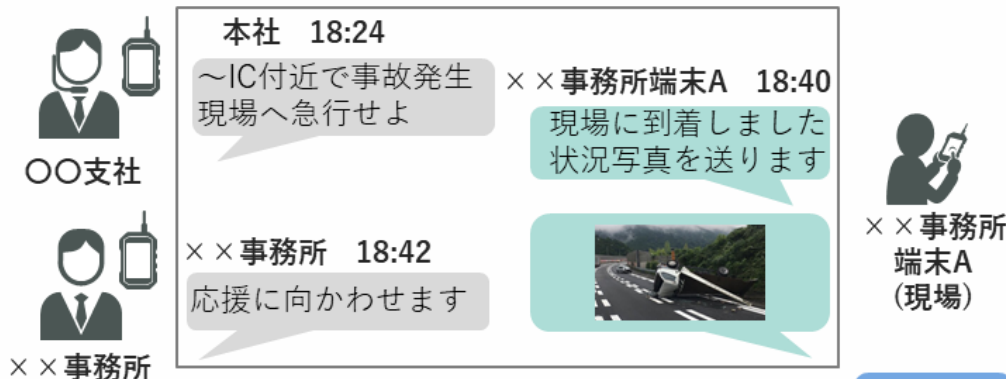 本社 18:24
～IC付近で事故発生
現場へ急行せよ
〇〇支社
××事務所端末A 18:40
現場に到着しました
状況写真を送ります
××事務所
端末A
(現場)
××事務所 18:42
応援に向かわせます
××事務所